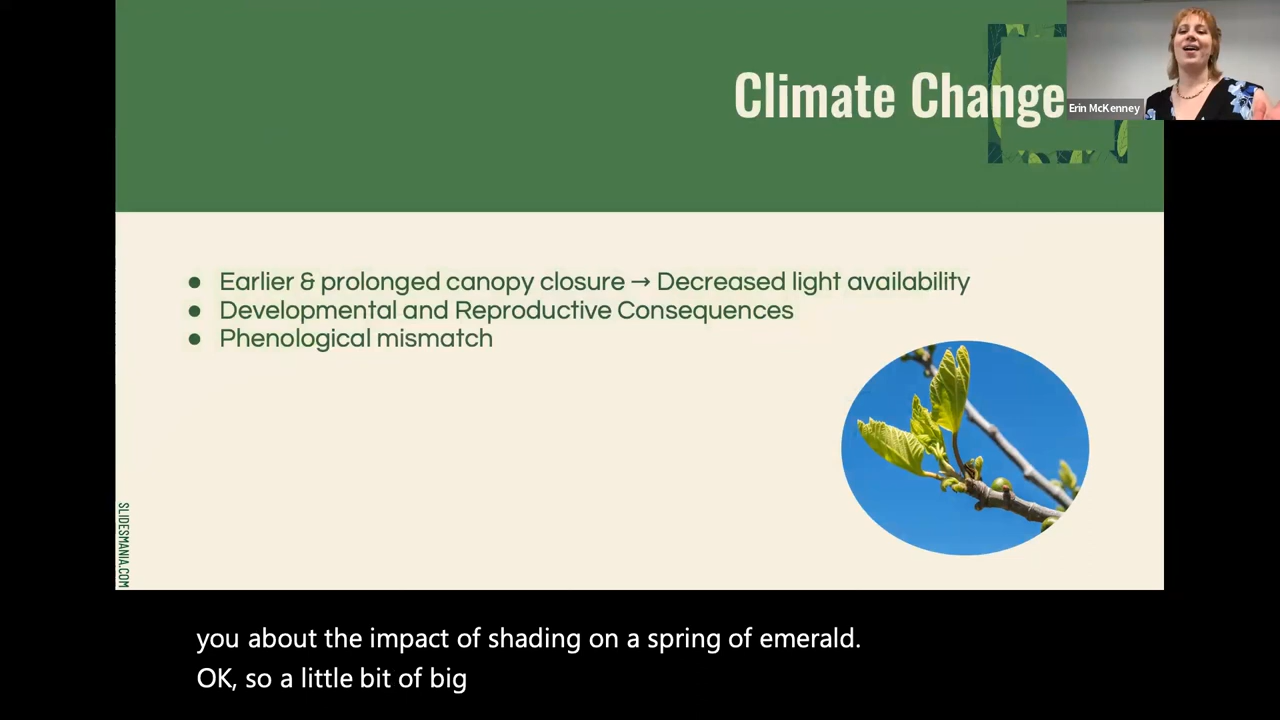 Climate Change
Erin McKenney
● Earlier & prolonged canopy closure → Decreased light availability
● Developmental and Reproductive Consequences
● Phenological mismatch
SLIDESMANIA.COM
you about the impact of shading on a spring of emerald.
OK, so a little bit of big